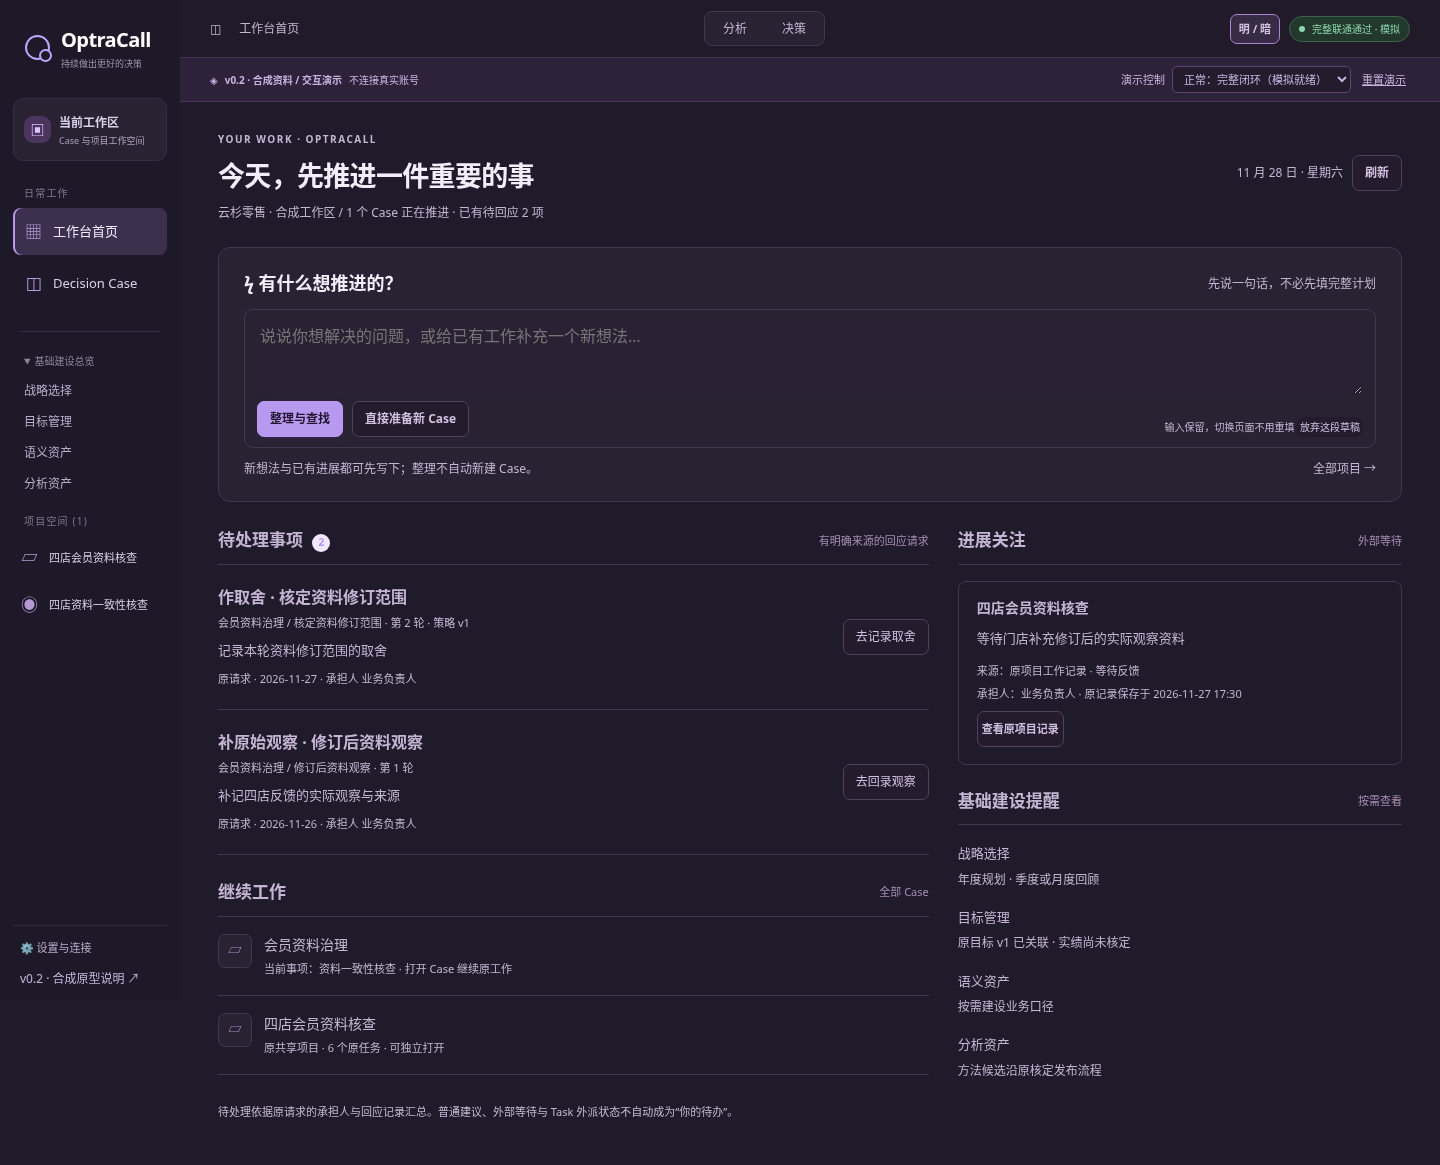 OptraCall
持续做出更好的决策
当前工作区
Case 与项目工作空间
日常工作
工作台首页
Decision Case
▼ 基础建设总览
战略选择
目标管理
语义资产
分析资产
项目空间 (1)
四店会员资料核查
四店资料一致性核查
设置与连接
v0.2 · 合成原型说明 ↗
工作台首页
分析
决策
明 / 暗
完整联通通过 · 模拟
◈ v0.2 · 合成资料 / 交互演示 不连接真实账号
演示控制
正常：完整闭环（模拟就绪）
重置演示
YOUR WORK · OPTRACALL
今天，先推进一件重要的事
云杉零售 · 合成工作区 / 1 个 Case 正在推进 · 已有待回应 2 项
11 月 28 日 · 星期六
刷新
有什么想推进的？
先说一句话，不必先填完整计划
说说你想解决的问题，或给已有工作补充一个新想法…
整理与查找
直接准备新 Case
输入保留，切换页面不用重填
放弃这段草稿
新想法与已有进展都可先写下；整理不自动新建 Case。
全部项目 →
待处理事项 2
有明确来源的回应请求
作取舍 · 核定资料修订范围
会员资料治理 / 核定资料修订范围 · 第 2 轮 · 策略 v1
记录本轮资料修订范围的取舍
原请求 · 2026-11-27 · 承担人 业务负责人
去记录取舍
补原始观察 · 修订后资料观察
会员资料治理 / 修订后资料观察 · 第 1 轮
补记四店反馈的实际观察与来源
原请求 · 2026-11-26 · 承担人 业务负责人
去回录观察
继续工作
全部 Case
会员资料治理
当前事项：资料一致性核查 · 打开 Case 继续原工作
四店会员资料核查
原共享项目 · 6 个原任务 · 可独立打开
待处理依据原请求的承担人与回应记录汇总。普通建议、外部等待与 Task 外派状态不自动成为“你的待办”。
进展关注
外部等待
四店会员资料核查
等待门店补充修订后的实际观察资料
来源：原项目工作记录 · 等待反馈
承担人：业务负责人 · 原记录保存于 2026-11-27 17:30
查看原项目记录
基础建设提醒
按需查看
战略选择
年度规划 · 季度或月度回顾
目标管理
原目标 v1 已关联 · 实绩尚未核定
语义资产
按需建设业务口径
分析资产
方法候选沿原核定发布流程